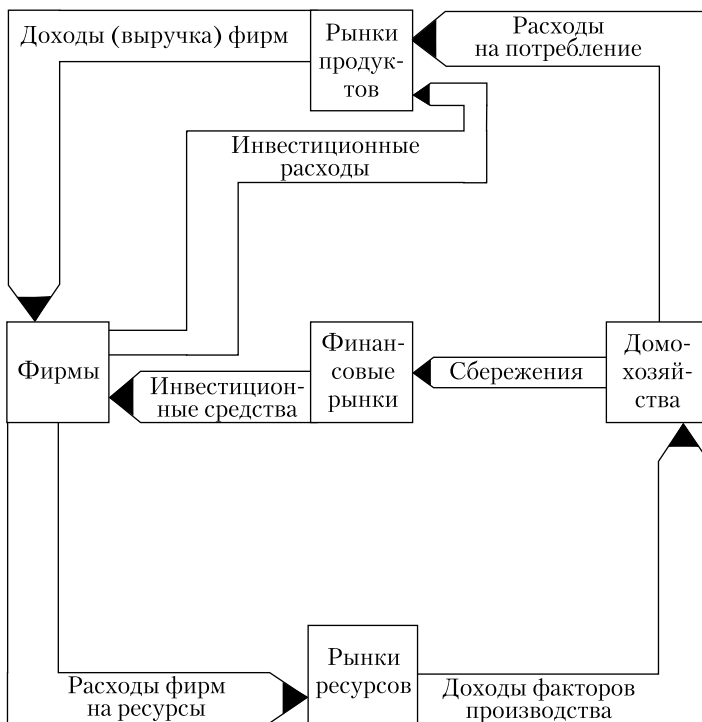 Доходы (выручка) фирм
Рынки
продук-
тов
Расходы
на потребление
Инвестиционные
расходы
Фирмы
Инвестицион-
ные средства
Финан-
совые
рынки
Сбережения
Домо-
хозяй-
ства
Расходы фирм
на ресурсы
Рынки
ресурсов
Доходы факторов
производства